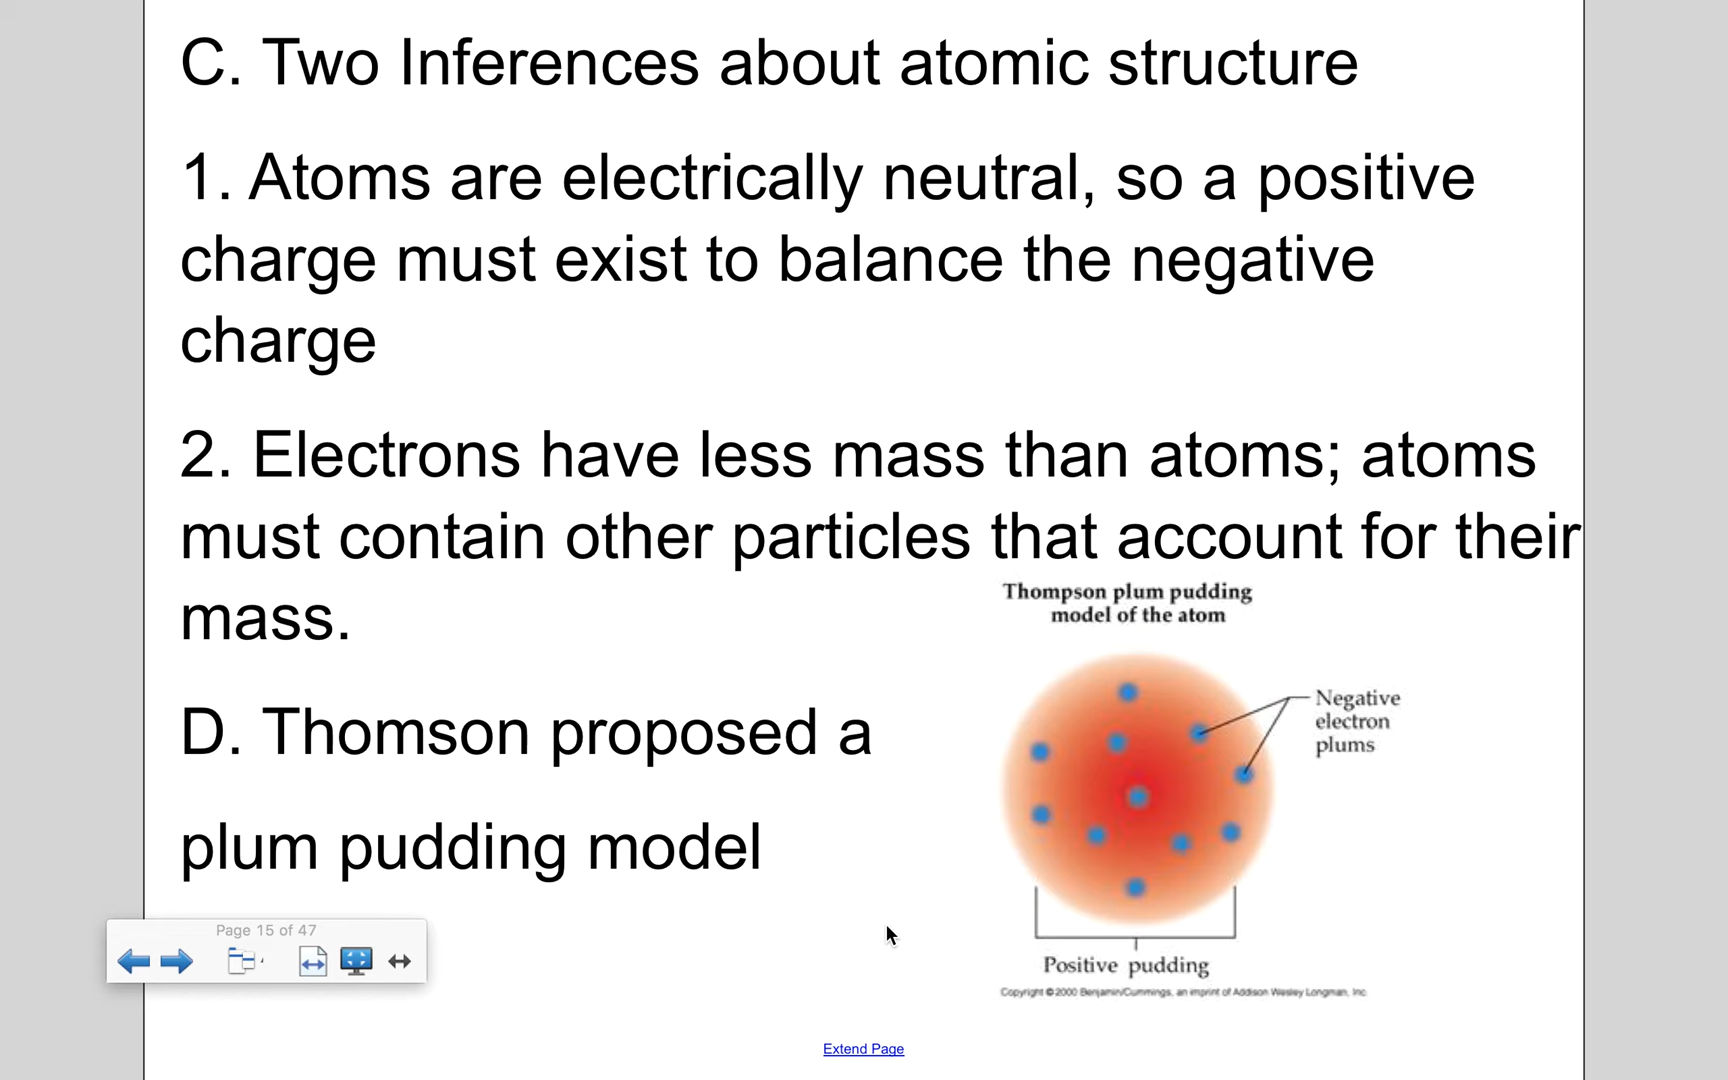 C. Two Inferences about atomic structure
1. Atoms are electrically neutral, so a positive
charge must exist to balance the negative
charge
2. Electrons have less mass than atoms; atoms
must contain other particles that account for their
mass.
Thompson plum pudding
model of the atom
Negative
electron
plums
D. Thomson proposed a
plum pudding model
Positive pudding
Copyright © 2000 Benjamin/Cummings, an imprint of Addison Wesley Longman, Inc
Page 15 of 47
Extend Page